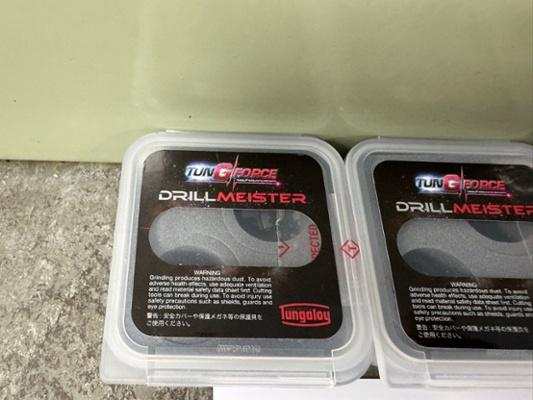 TUNGFORCE
DRILLMEISTER
WARNING
Grinding produces hazardous dust. To avoid
adverse health effects, use adequate ventilation
and read material safety data sheet first. Cutting
tools can break during use. To avoid injury use
safety precautions such as shields, guards and
eye protection.
警告: 安全カバーや保護メガネ等の保護具を
ご使用ください。
Tungaloy
TUNGFORCE
DRILLMEISTER
WARNING
Grinding produces hazardous dust. To avoid
adverse health effects, use adequate ventila
and read material safety data sheet first. Cu
tools can break during use. To avoid injury
safety precautions such as shields, guards
eye protection.
警告: 安全カバーや保護メガネ等の保護
ご使用ください。